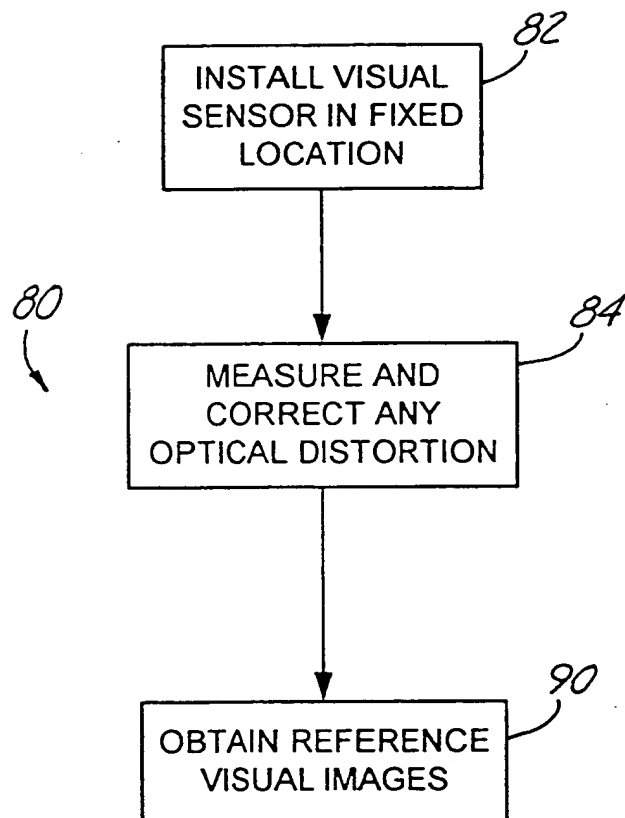 82
INSTALL VISUAL
SENSOR IN FIXED
LOCATION
80
84
MEASURE AND
CORRECT ANY
OPTICAL DISTORTION
90
OBTAIN REFERENCE
VISUAL IMAGES